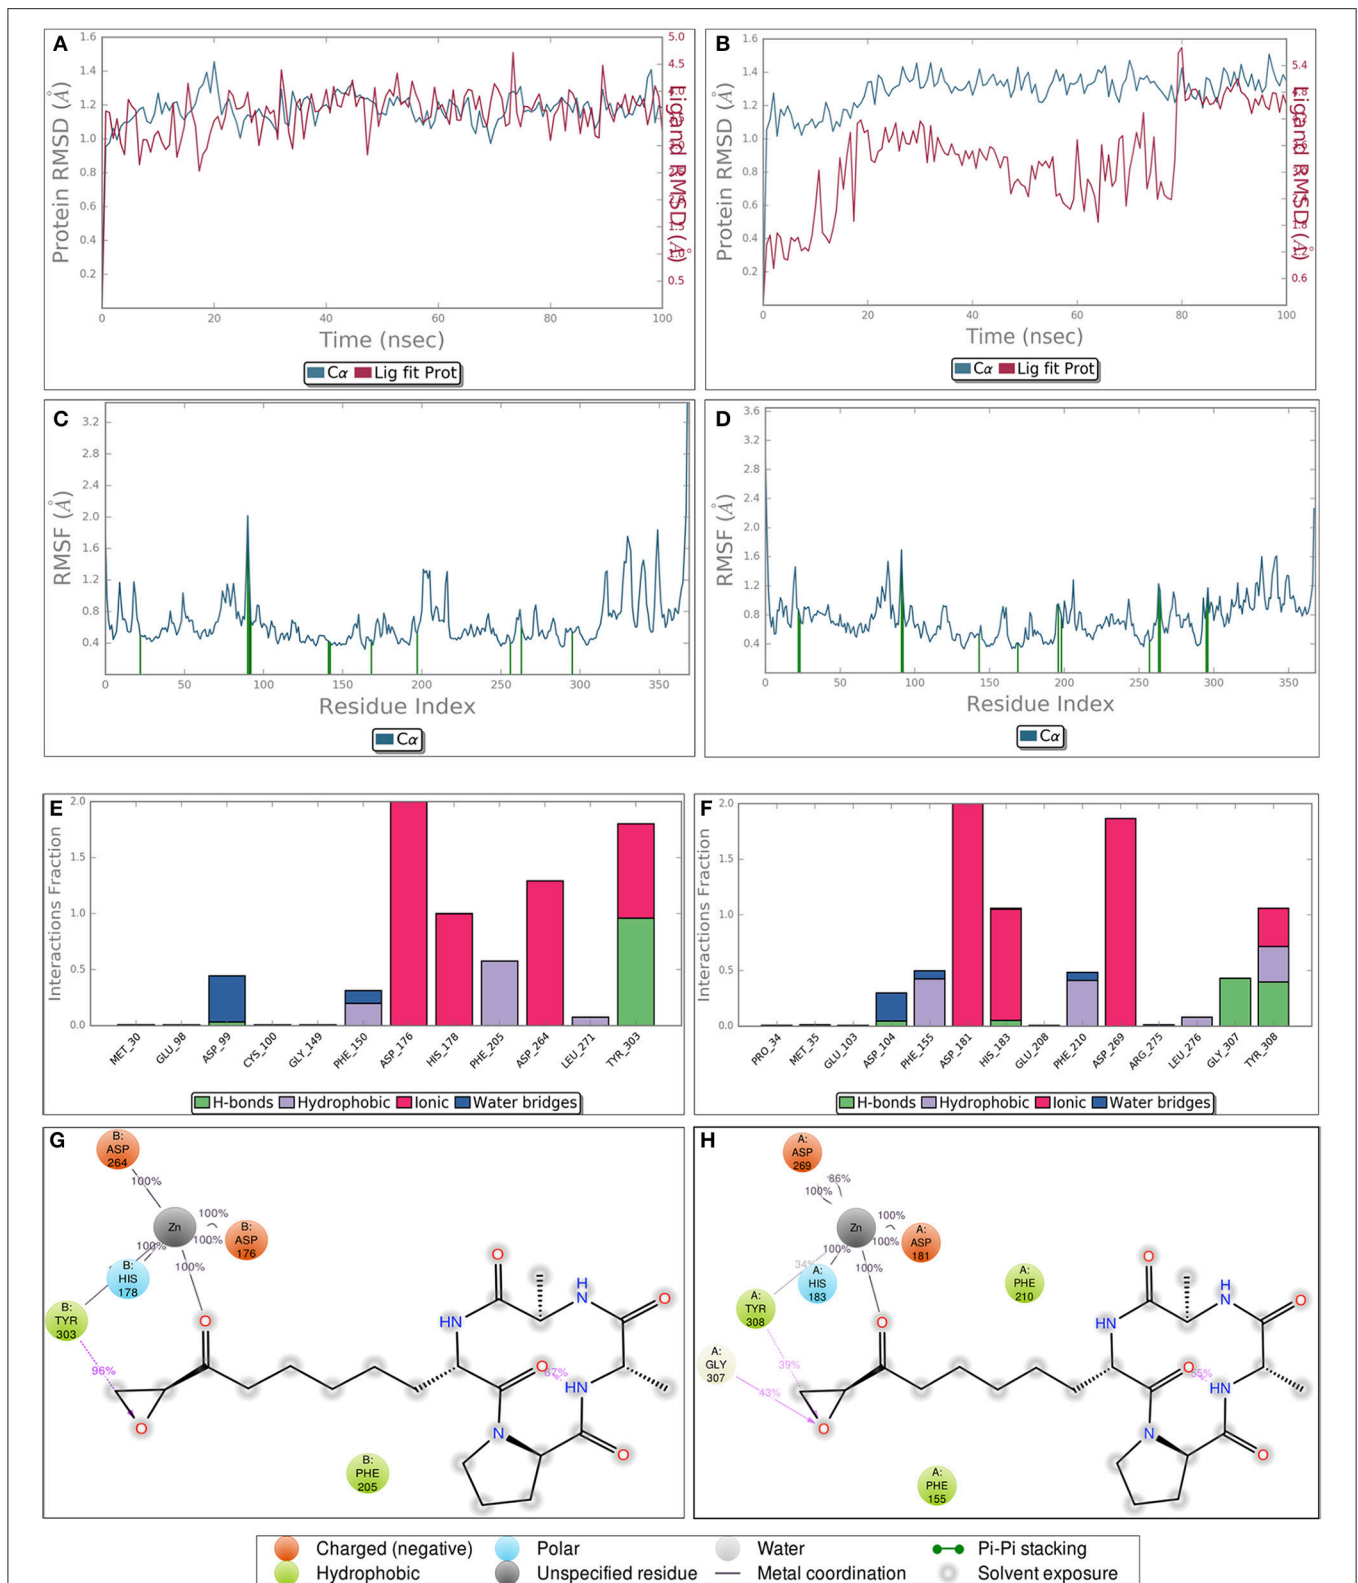 A
Protein RMSD (Å)
1.6
1.4
1.2
1.0
0.8
0.6
0.4
0.2
5.0
4.5
1.0
0.5
Ligand RMSD (Å)
0 20 40 60 80 100
Time (nsec)
Cα Lig fit Prot
B
Protein RMSD (Å)
1.6
1.4
1.2
1.0
0.8
0.6
0.4
0.2
5.4
1.8
1.2
0.6
Ligand RMSD (Å)
0 20 40 60 80 100
Time (nsec)
Cα Lig fit Prot
C
RMSF (Å)
3.2
2.8
2.4
2.0
1.6
1.2
0.8
0.4
0 50 100 150 200 250 300 350
Residue Index
Cα
D
RMSF (Å)
3.6
3.2
2.8
2.4
2.0
1.6
1.2
0.8
0.4
0 50 100 150 200 250 300 350
Residue Index
Cα
E
Interactions Fraction
2.0
1.5
1.0
0.5
0.0
MET_30 GLU_98 ASP_99 CYS_100 GLY_149 PHE_150 ASP_176 HIS_178 PHE_205 ASP_264 LEU_271 TYR_303
H-bonds Hydrophobic Ionic Water bridges
F
Interactions Fraction
2.0
1.5
1.0
0.5
0.0
PRO_34 MET_35 GLU_103 ASP_104 PHE_155 ASP_181 HIS_183 GLU_208 PHE_210 ASP_269 ARG_275 LEU_276 GLY_307 TYR_308
H-bonds Hydrophobic Ionic Water bridges
G
B:
ASP
264
100%
Zn
100%
100%
B:
ASP
176
100%
B:
HIS
178
100%
B:
TYR
303
96%
O
O
O
HN
H
N
O
O
HN
N
O
B:
PHE
205
H
A:
ASP
269
86%
100%
Zn
100%
100%
A:
ASP
181
34%
100%
A:
HIS
183
100%
A:
TYR
308
A:
PHE
210
A:
GLY
307
39%
43%
O
O
O
HN
H
N
O
O
HN
N
O
A:
PHE
155
Charged (negative) Polar Water Pi-Pi stacking
Hydrophobic Unspecified residue Metal coordination Solvent exposure